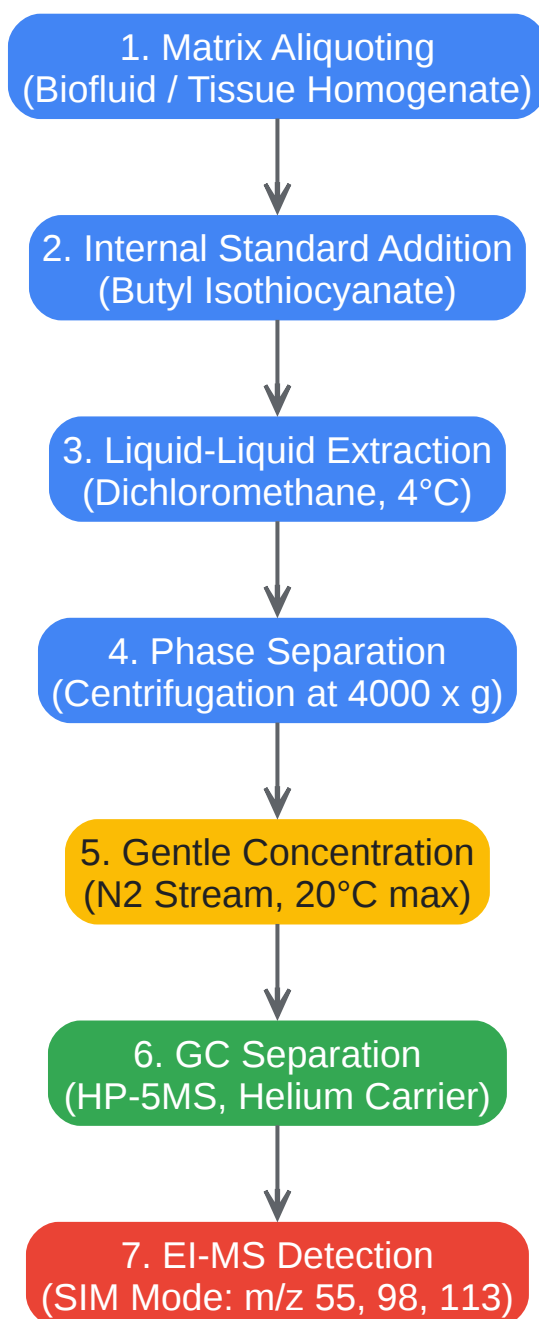 1. Matrix Aliquoting
(Biofluid / Tissue Homogenate)
2. Internal Standard Addition
(Butyl Isothiocyanate)
3. Liquid-Liquid Extraction
(Dichloromethane, 4°C)
4. Phase Separation
(Centrifugation at 4000 x g)
5. Gentle Concentration
(N2 Stream, 20°C max)
6. GC Separation
(HP-5MS, Helium Carrier)
7. EI-MS Detection
(SIM Mode: m/z 55, 98, 113)